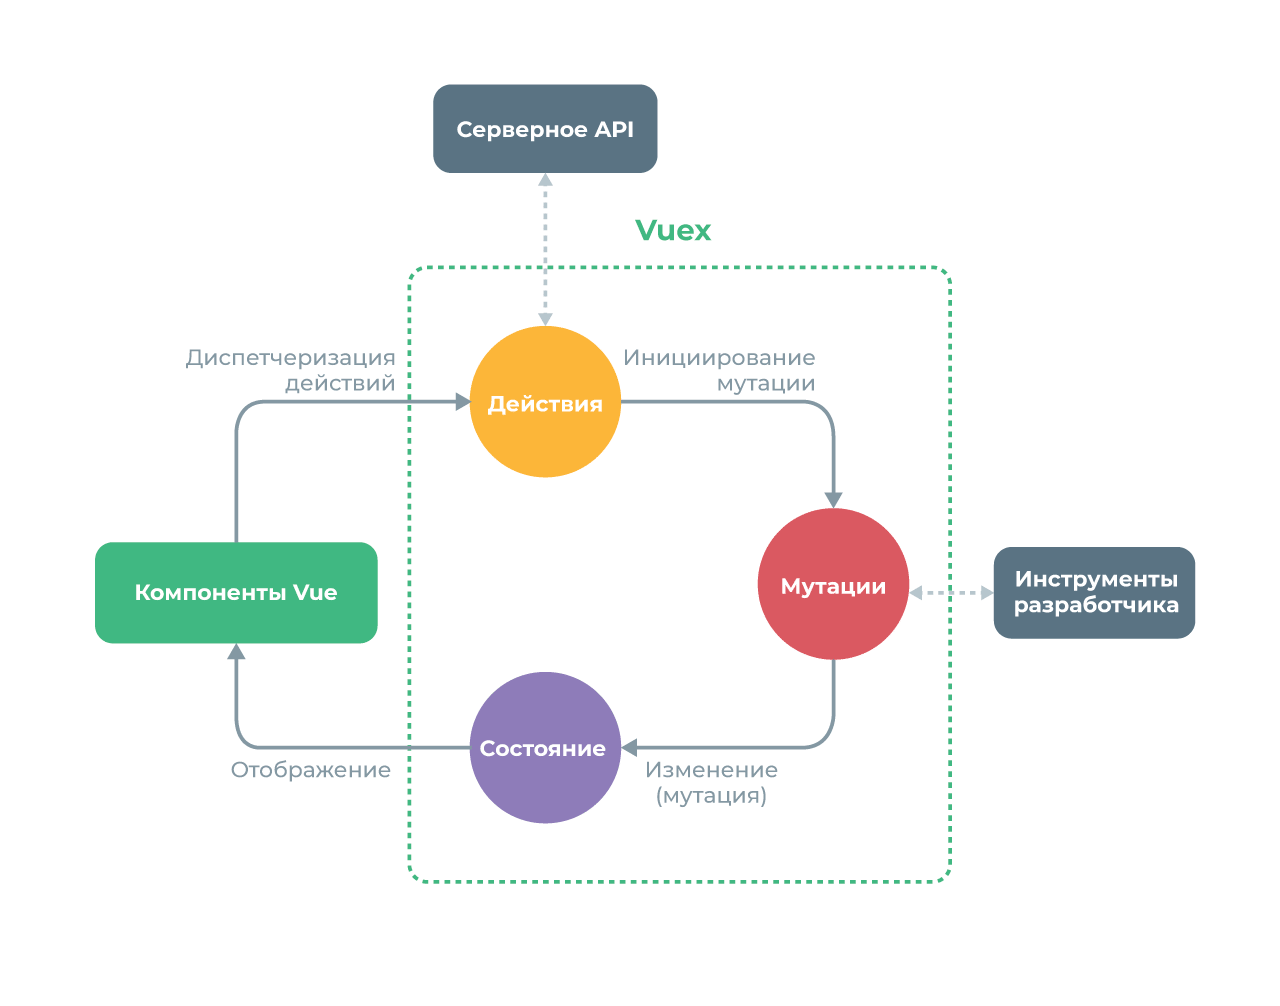 Серверное API
Vuex
Диспетчеризация
действий
Действия
Инициирование
мутации
Компоненты Vue
Мутации
Инструменты
разработчика
Состояние
Отображение
Изменение
(мутация)